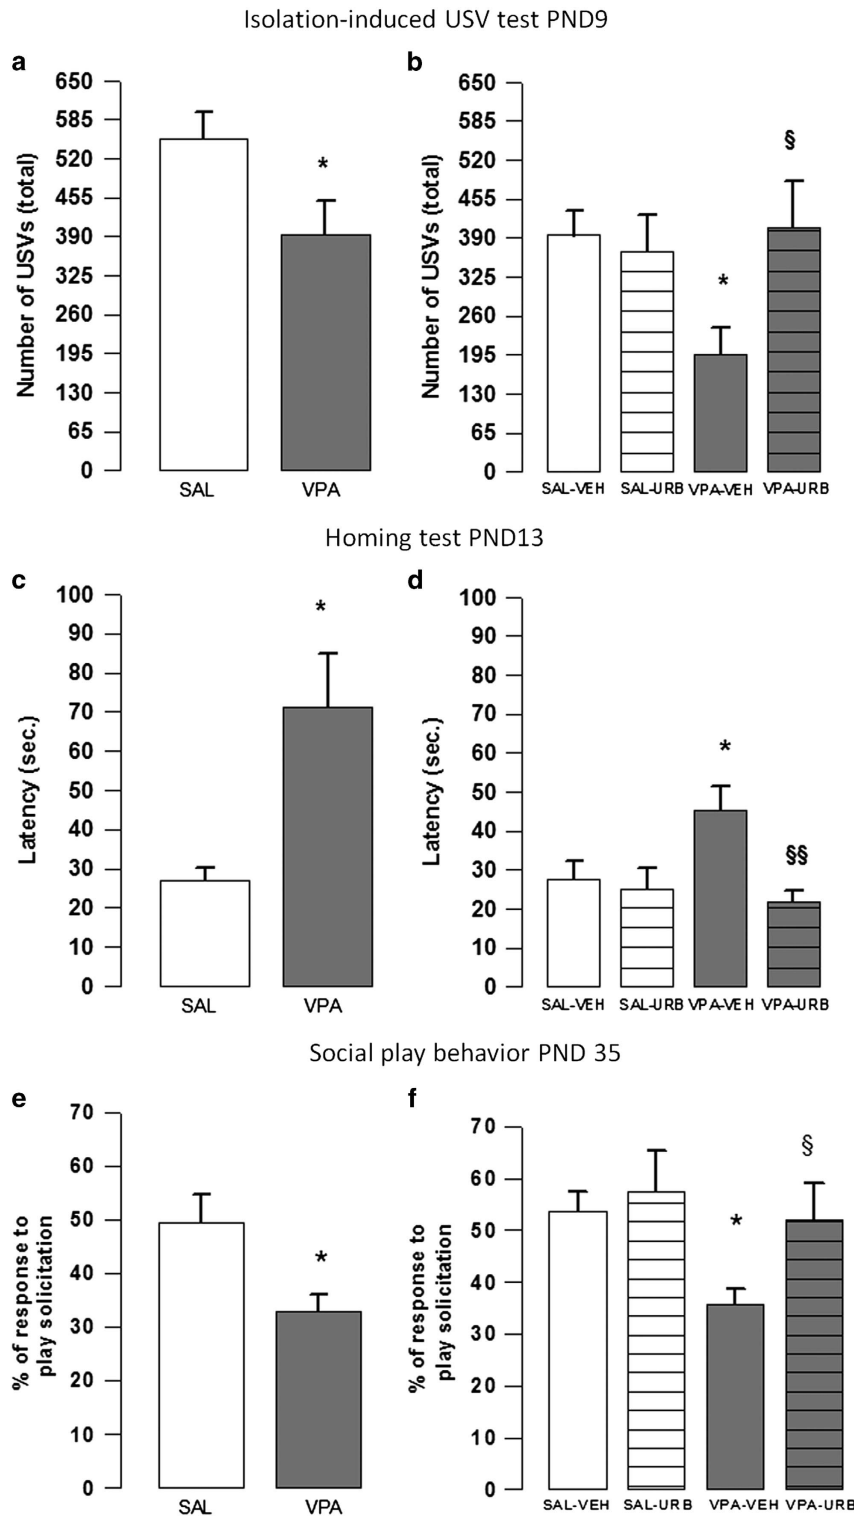 Isolation-induced USV test PND9
a
b
Number of USVs (total)
650
585
520
455
390
325
260
195
130
65
0
*
SAL
VPA
Number of USVs (total)
650
585
520
455
390
325
260
195
130
65
0
*
§
SAL-VEH
SAL-URB
VPA-VEH
VPA-URB
Homing test PND13
c
d
Latency (sec.)
100
90
80
70
60
50
40
30
20
10
0
*
SAL
VPA
Latency (sec.)
100
90
80
70
60
50
40
30
20
10
0
*
§§
SAL-VEH
SAL-URB
VPA-VEH
VPA-URB
Social play behavior PND 35
e
f
% of response to
play solicitation
70
60
50
40
30
20
10
0
*
SAL
VPA
% of response to
play solicitation
70
60
50
40
30
20
10
0
*
§
SAL-VEH
SAL-URB
VPA-VEH
VPA-URB